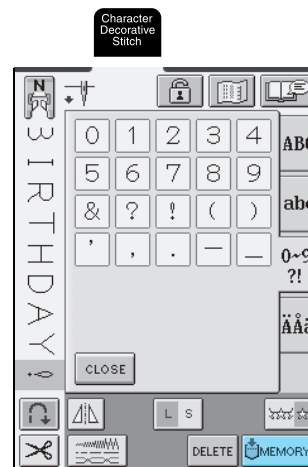 Character
Decorative
Stitch
N
BIRTHDAY
0 1 2 3 4
5 6 7 8 9
& ? ! ( )
' , . — _
ABC
abc
0~9
?!
ÄÅ
CLOSE
L S
DELETE
MEMORY